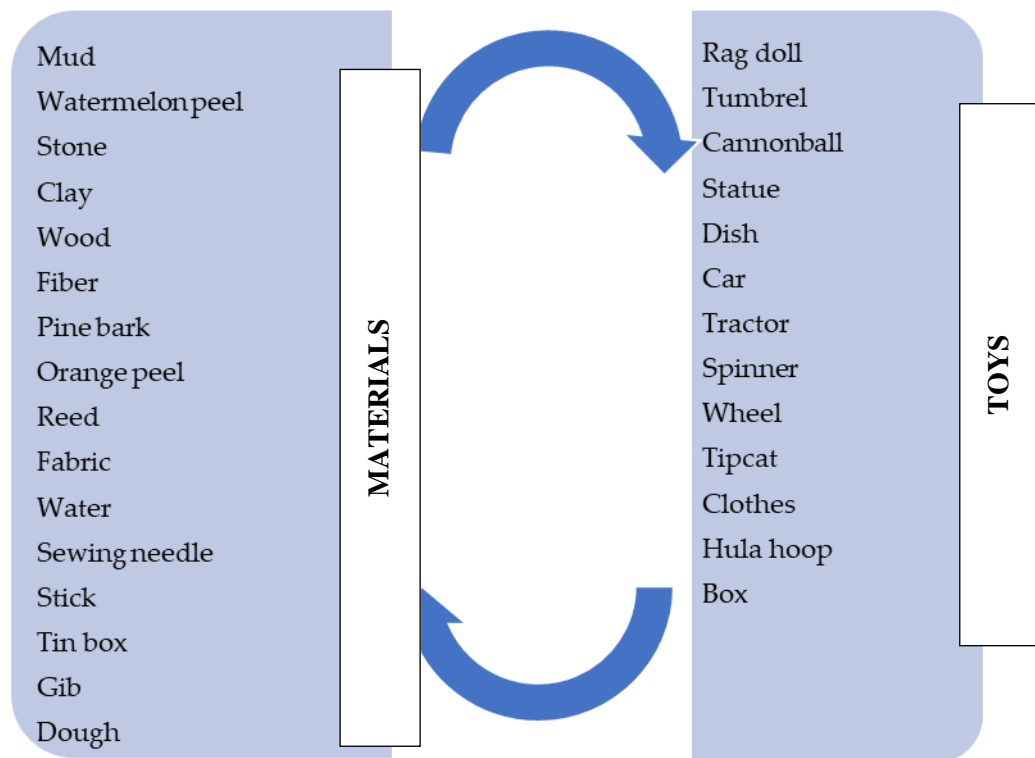 Mud
Watermelon peel
Stone
Clay
Wood
Fiber
Pine bark
Orange peel
Reed
Fabric
Water
Sewing needle
Stick
Tin box
Gib
Dough
MATERIALS
Rag doll
Tumbrel
Cannonball
Statue
Dish
Car
Tractor
Spinner
Wheel
Tipcat
Clothes
Hula hoop
Box
TOYS